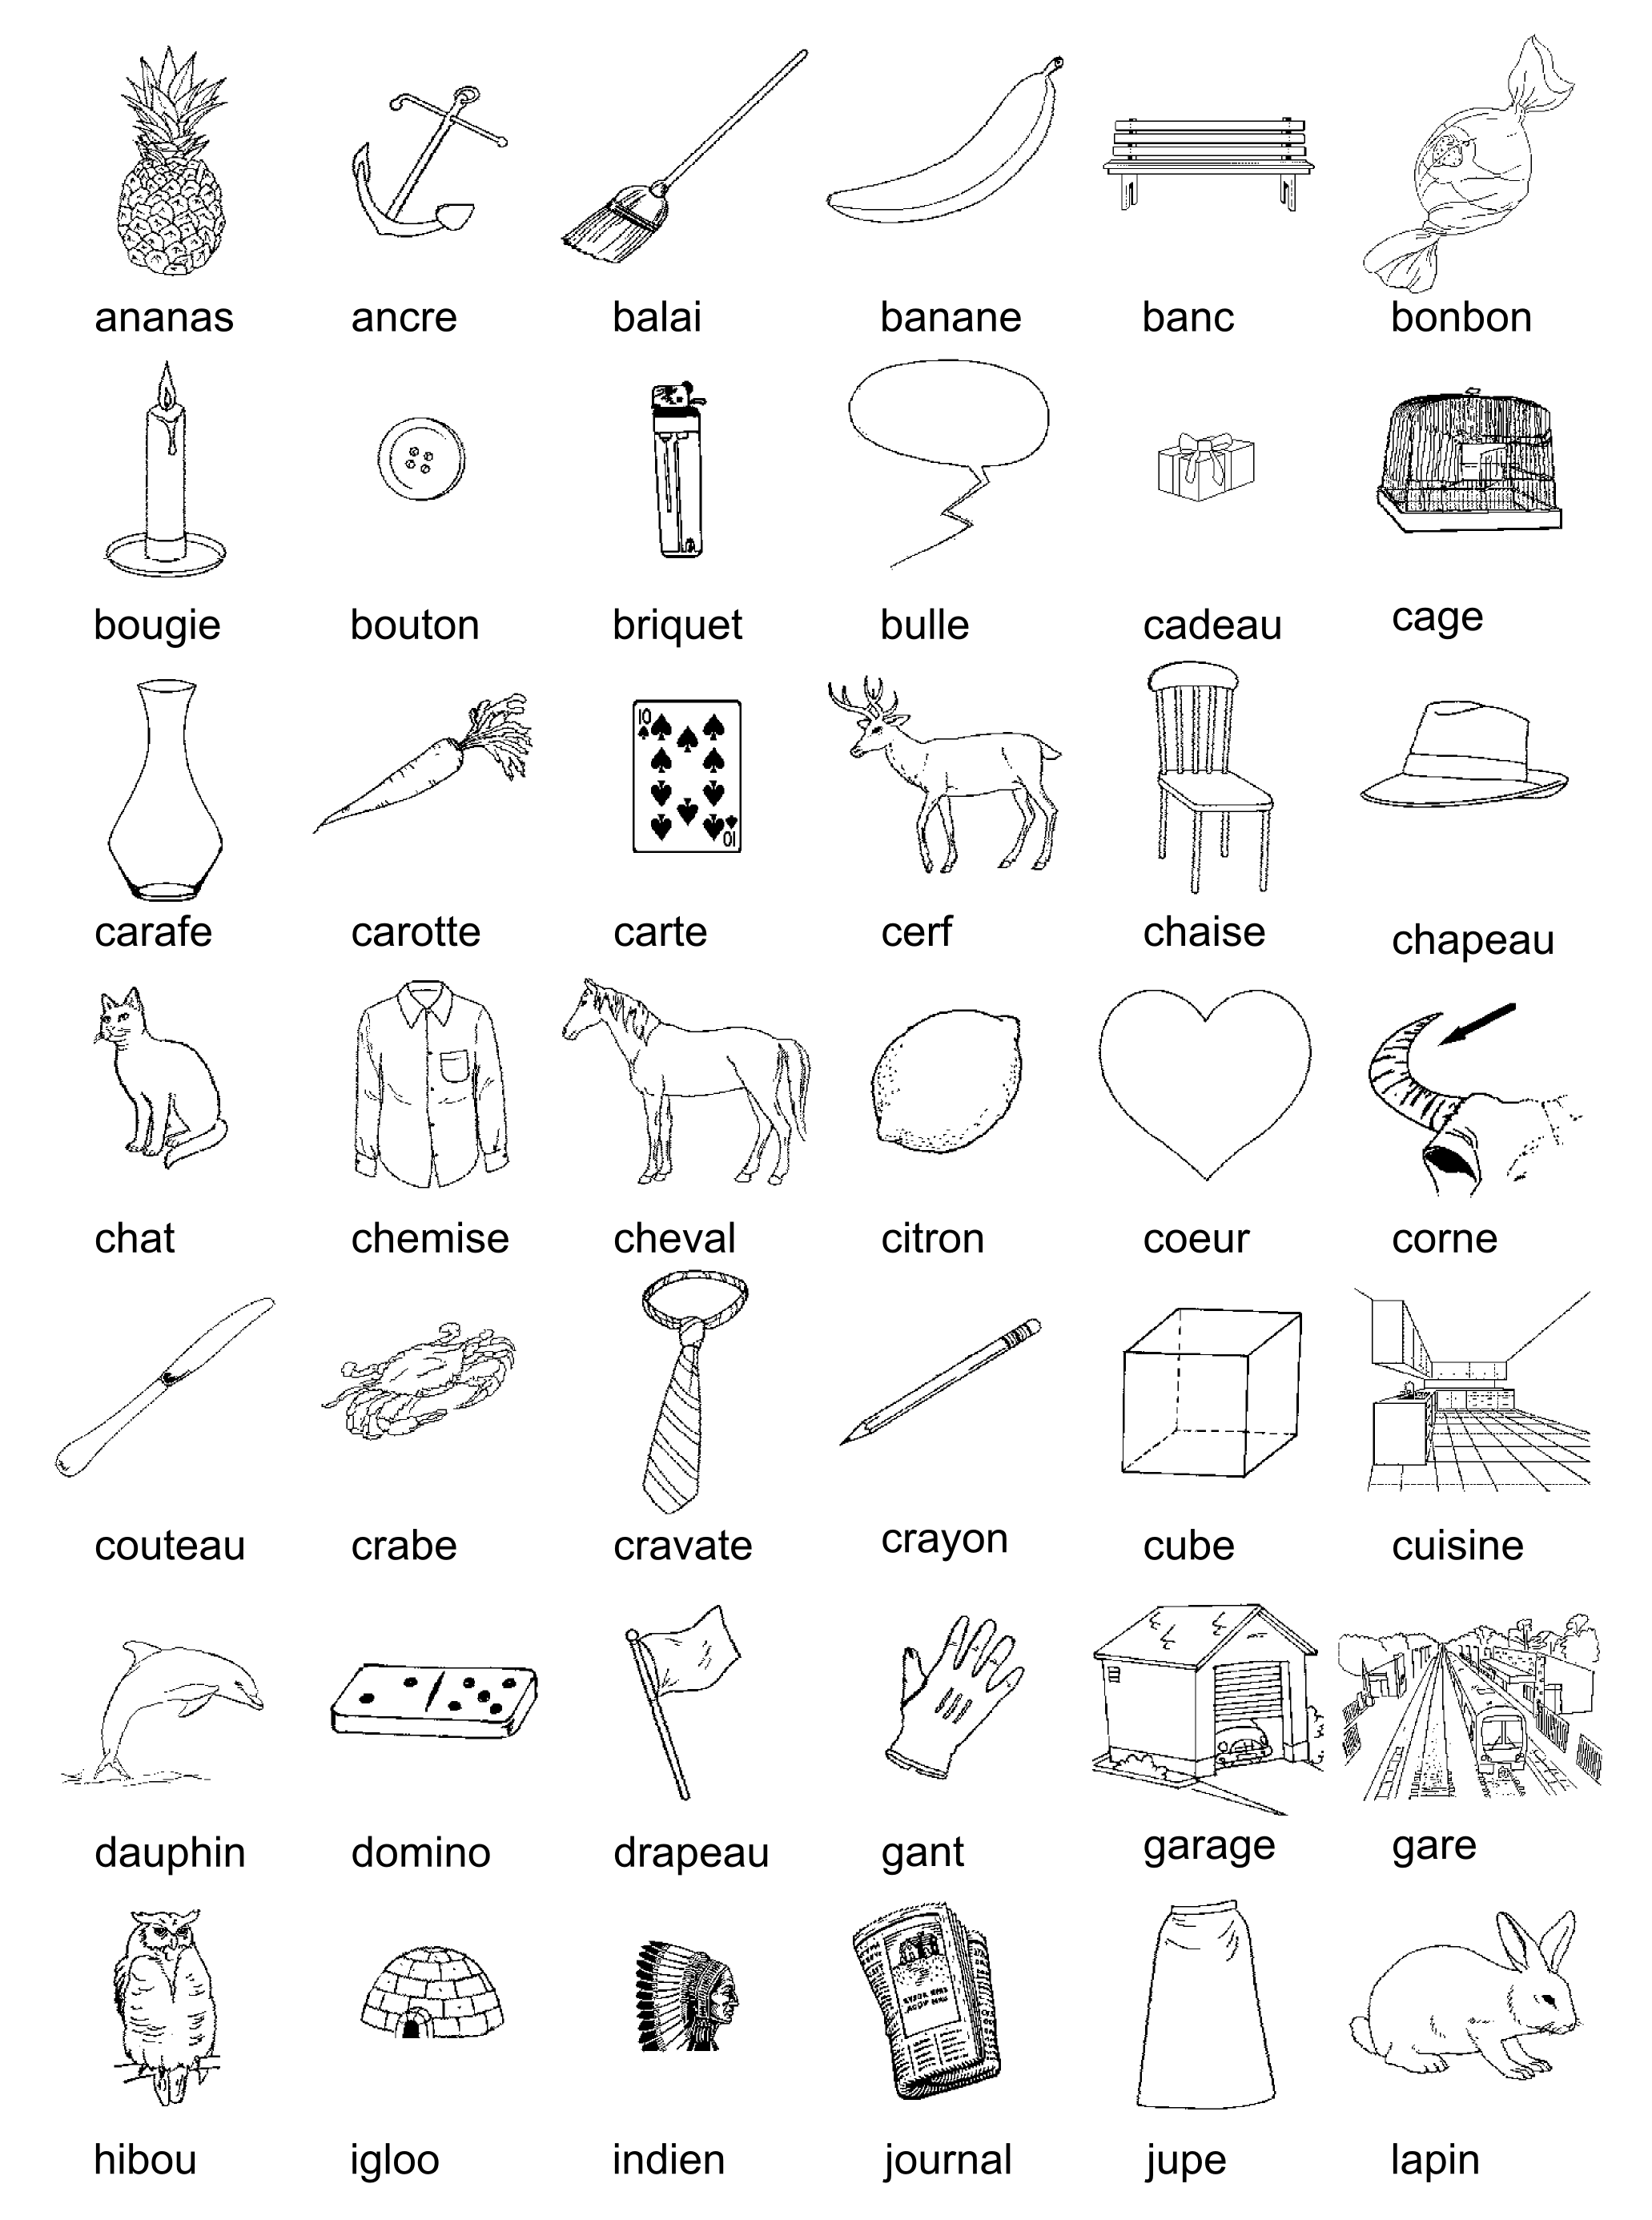 ananas ancre balai banane banc bonbon
bougie bouton briquet bulle cadeau cage
10
10
carafe carotte carte cerf chaise chapeau
chat chemise cheval citron coeur corne
couteau crabe cravate crayon cube cuisine
dauphin domino drapeau gant garage gare
hibou igloo indien journal jupe lapin